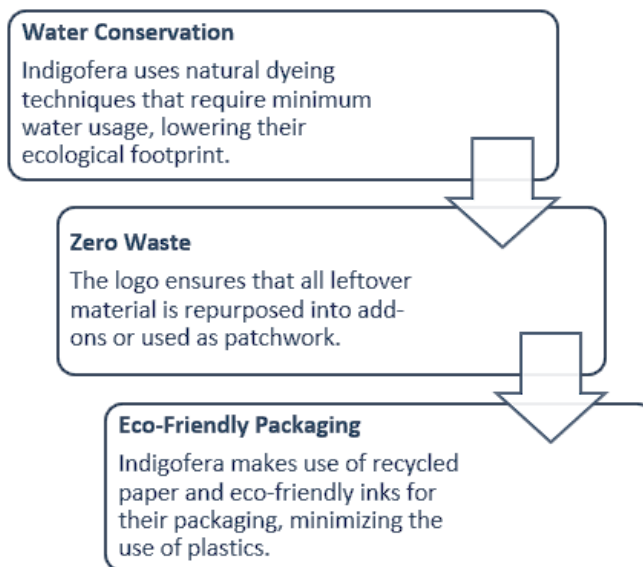 Water Conservation
Indigofera uses natural dyeing
techniques that require minimum
water usage, lowering their
ecological footprint.
Zero Waste
The logo ensures that all leftover
material is repurposed into add-
ons or used as patchwork.
Eco-Friendly Packaging
Indigofera makes use of recycled
paper and eco-friendly inks for
their packaging, minimizing the
use of plastics.